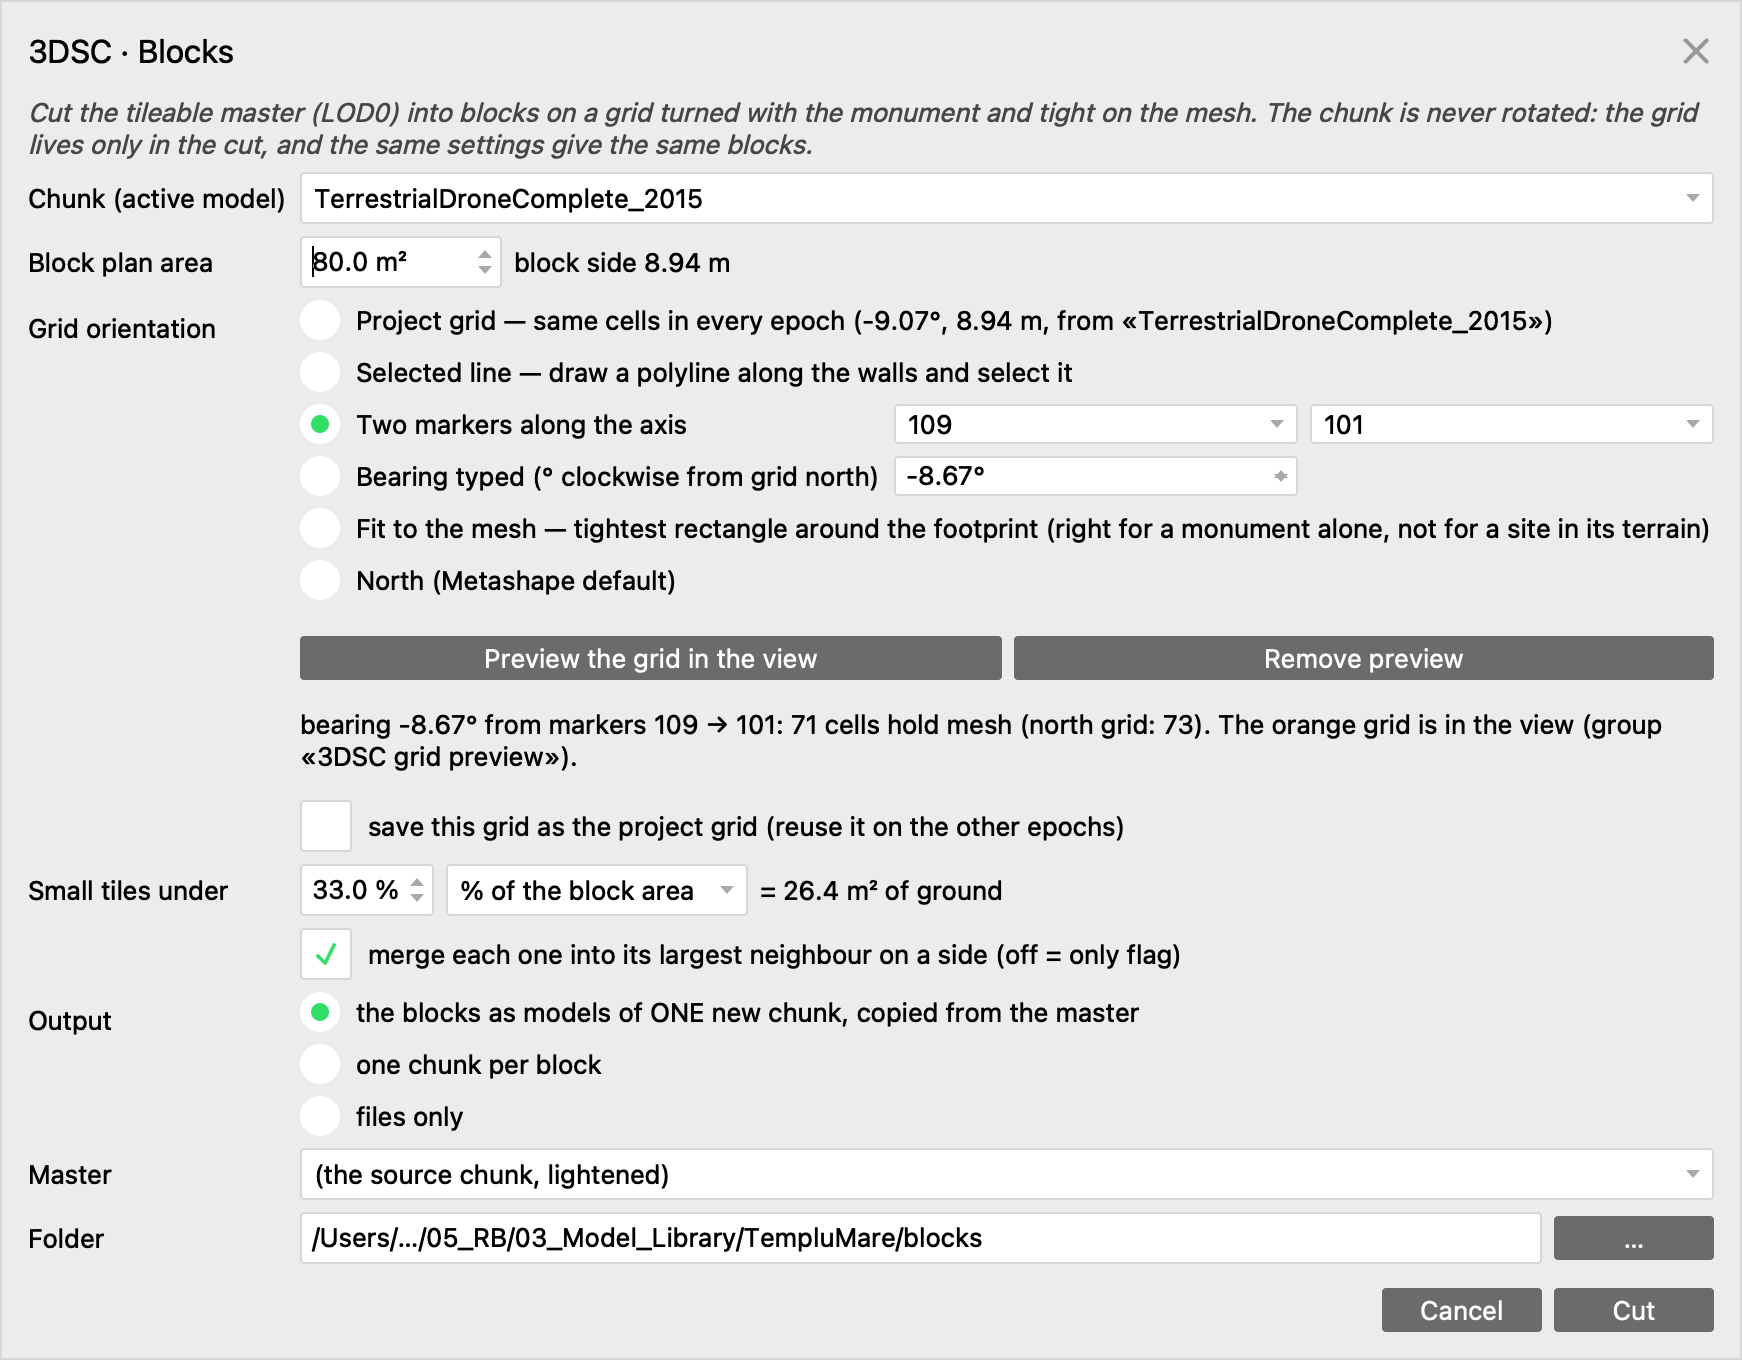 3DSC · Blocks
Cut the tileable master (LOD0) into blocks on a grid turned with the monument and tight on the mesh. The chunk is never rotated: the grid
lives only in the cut, and the same settings give the same blocks.
Chunk (active model) TerrestrialDroneComplete_2015
Block plan area 80.0 m² block side 8.94 m
Grid orientation
Project grid — same cells in every epoch (-9.07°, 8.94 m, from «TerrestrialDroneComplete_2015»)
Selected line — draw a polyline along the walls and select it
Two markers along the axis 109 101
Bearing typed (° clockwise from grid north) -8.67°
Fit to the mesh — tightest rectangle around the footprint (right for a monument alone, not for a site in its terrain)
North (Metashape default)
Preview the grid in the view Remove preview
bearing -8.67° from markers 109 → 101: 71 cells hold mesh (north grid: 73). The orange grid is in the view (group
«3DSC grid preview»).
save this grid as the project grid (reuse it on the other epochs)
Small tiles under 33.0 % % of the block area = 26.4 m² of ground
merge each one into its largest neighbour on a side (off = only flag)
Output
the blocks as models of ONE new chunk, copied from the master
one chunk per block
files only
Master (the source chunk, lightened)
Folder /Users/.../05_RB/03_Model_Library/TempluMare/blocks ...
Cancel Cut